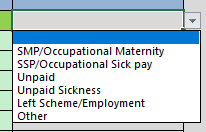 SMP/Occupational Maternity
SSP/Occupational Sick pay
Unpaid
Unpaid Sickness
Left Scheme/Employment
Other